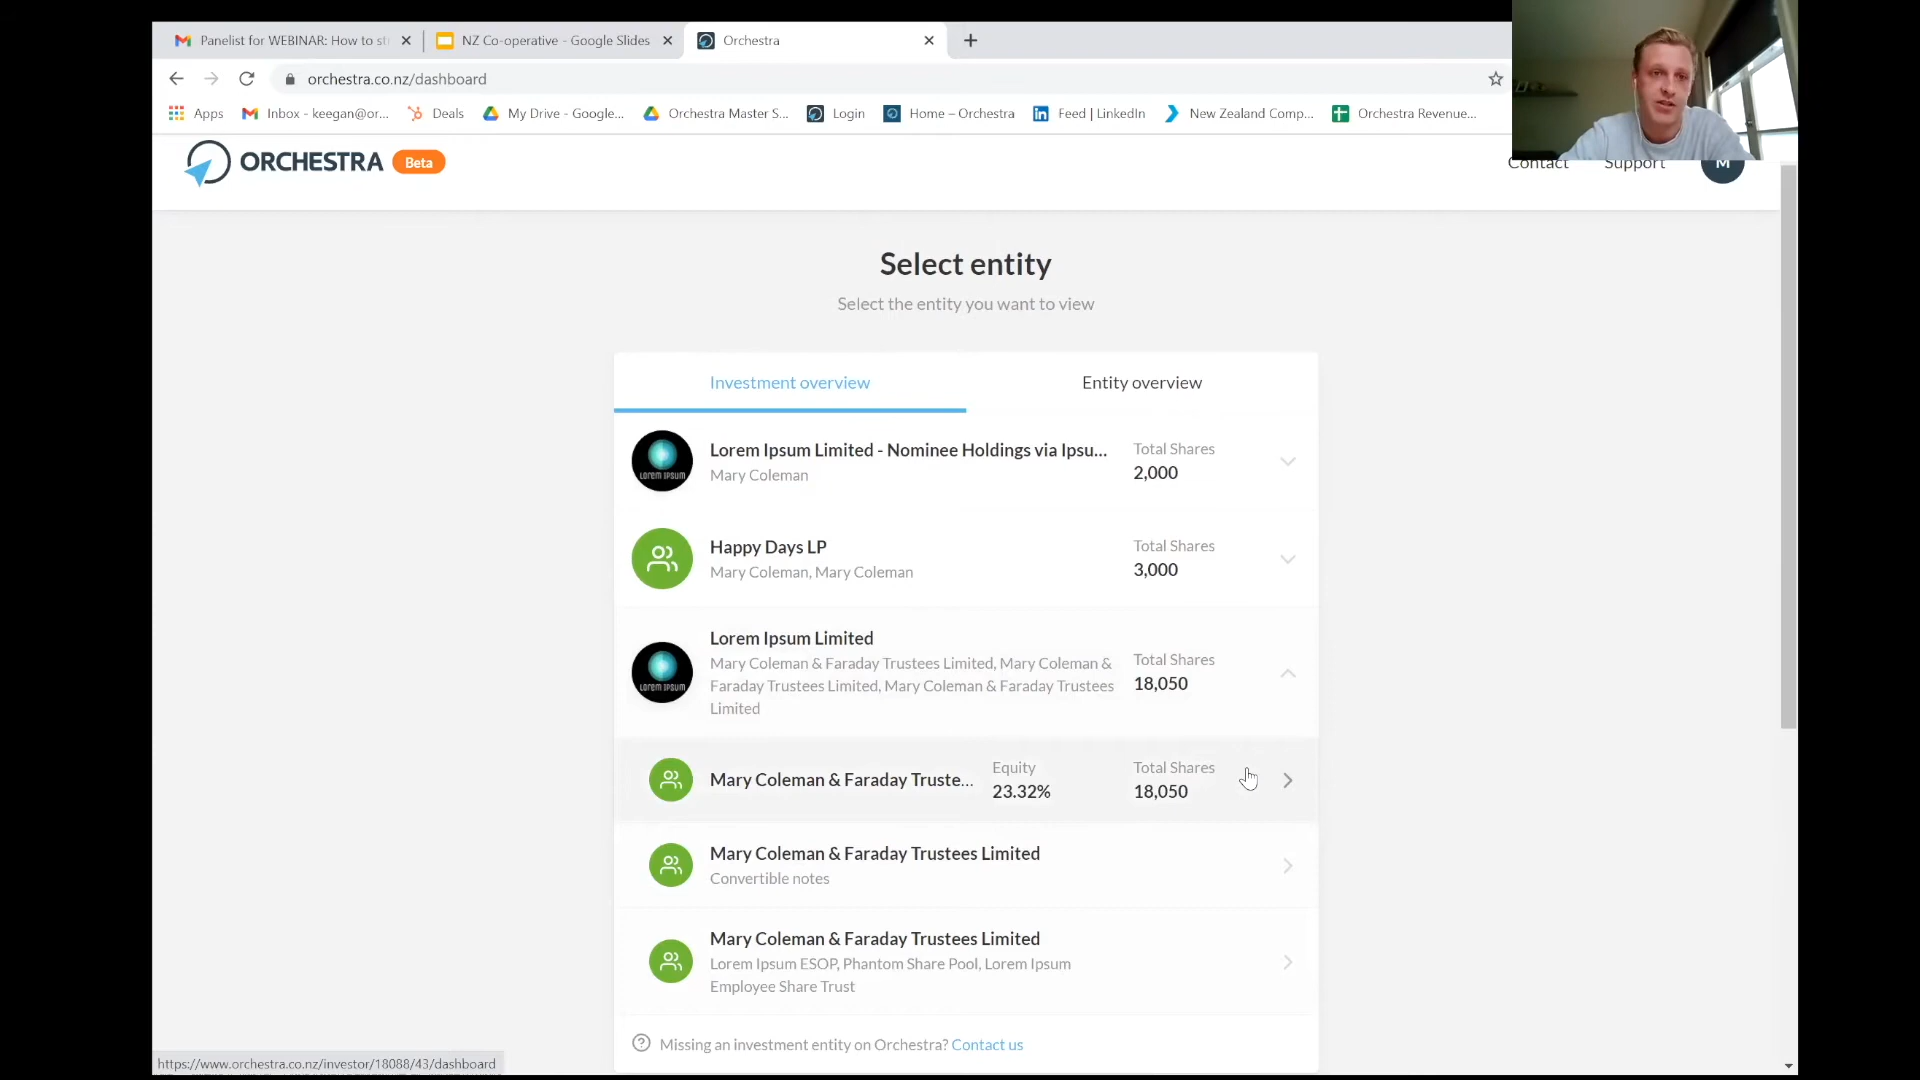 Panelist for WEBINAR: How to st
NZ Co-operative - Google Slides
Orchestra
orchestra.co.nz/dashboard
Apps
Inbox - keegan@or...
Deals
My Drive - Google...
Orchestra Master S...
Login
Home – Orchestra
Feed | LinkedIn
New Zealand Comp...
Orchestra Revenue...
ORCHESTRA Beta
Contact
Support
M
Select entity
Select the entity you want to view
Investment overview
Entity overview
LOREM IPSUM
Lorem Ipsum Limited - Nominee Holdings via Ipsu...
Mary Coleman
Total Shares
2,000
Happy Days LP
Mary Coleman, Mary Coleman
Total Shares
3,000
LOREM IPSUM
Lorem Ipsum Limited
Mary Coleman & Faraday Trustees Limited, Mary Coleman &
Faraday Trustees Limited, Mary Coleman & Faraday Trustees
Limited
Total Shares
18,050
Mary Coleman & Faraday Truste...
Equity
23.32%
Total Shares
18,050
Mary Coleman & Faraday Trustees Limited
Convertible notes
Mary Coleman & Faraday Trustees Limited
Lorem Ipsum ESOP, Phantom Share Pool, Lorem Ipsum
Employee Share Trust
Missing an investment entity on Orchestra? Contact us
https://www.orchestra.co.nz/investor/18088/43/dashboard